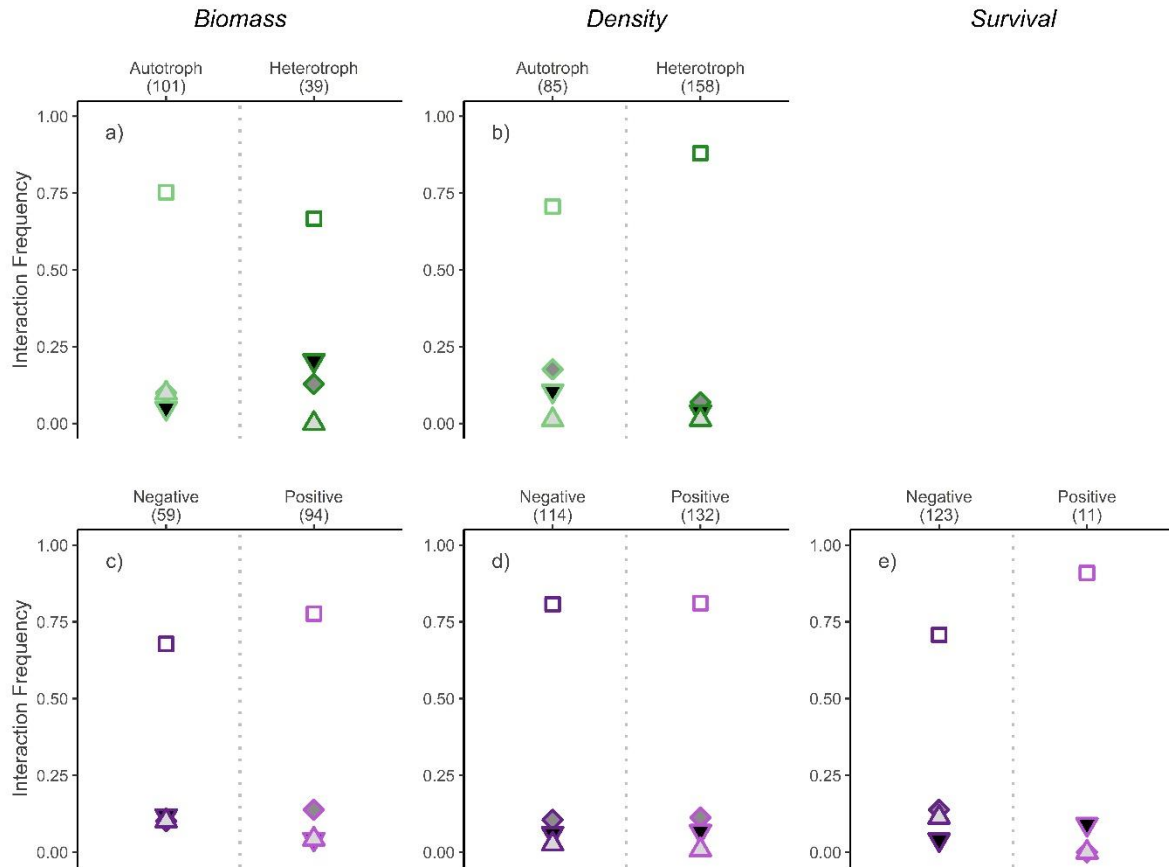 Biomass
Density
Survival
Autotroph
(101)
Heterotroph
(39)
Autotroph
(85)
Heterotroph
(158)
Interaction Frequency
1.00
0.75
0.50
0.25
0.00
a)
1.00
0.75
0.50
0.25
0.00
b)
Negative
(59)
Positive
(94)
Negative
(114)
Positive
(132)
Negative
(123)
Positive
(11)
Interaction Frequency
1.00
0.75
0.50
0.25
0.00
c)
1.00
0.75
0.50
0.25
0.00
d)
1.00
0.75
0.50
0.25
0.00
e)